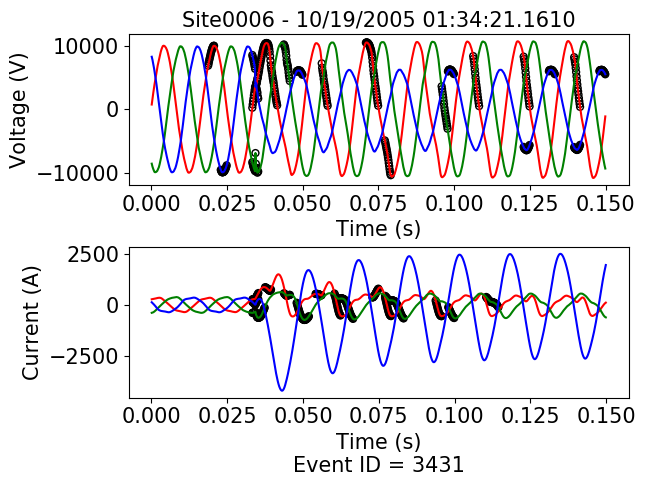 Site0006 - 10/19/2005 01:34:21.1610
Voltage (V)
10000
0
−10000
0.000 0.025 0.050 0.075 0.100 0.125 0.150
Time (s)
Current (A)
2500
0
−2500
0.000 0.025 0.050 0.075 0.100 0.125 0.150
Time (s)
Event ID = 3431